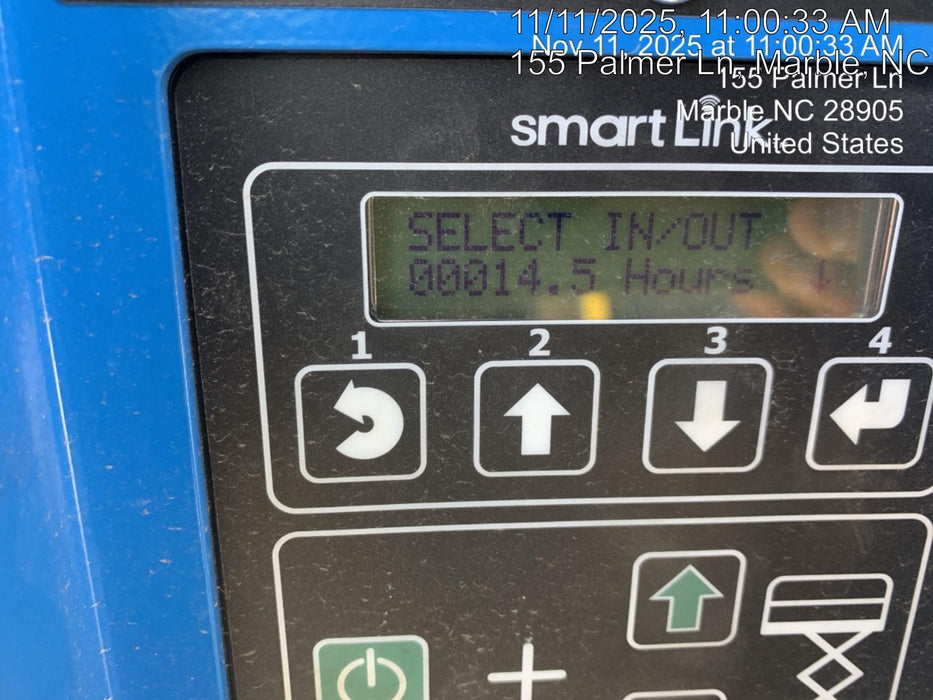 11/11/2025, 11:00:33 AM
Nov 11, 2025 at 11:00:33 AM
155 Palmer Ln, Marble, NC
155 Palmer Ln
Marble NC 28905
United States
smart Link
SELECT IN/OUT
00014.5 Hours ↓
1 2 3 4